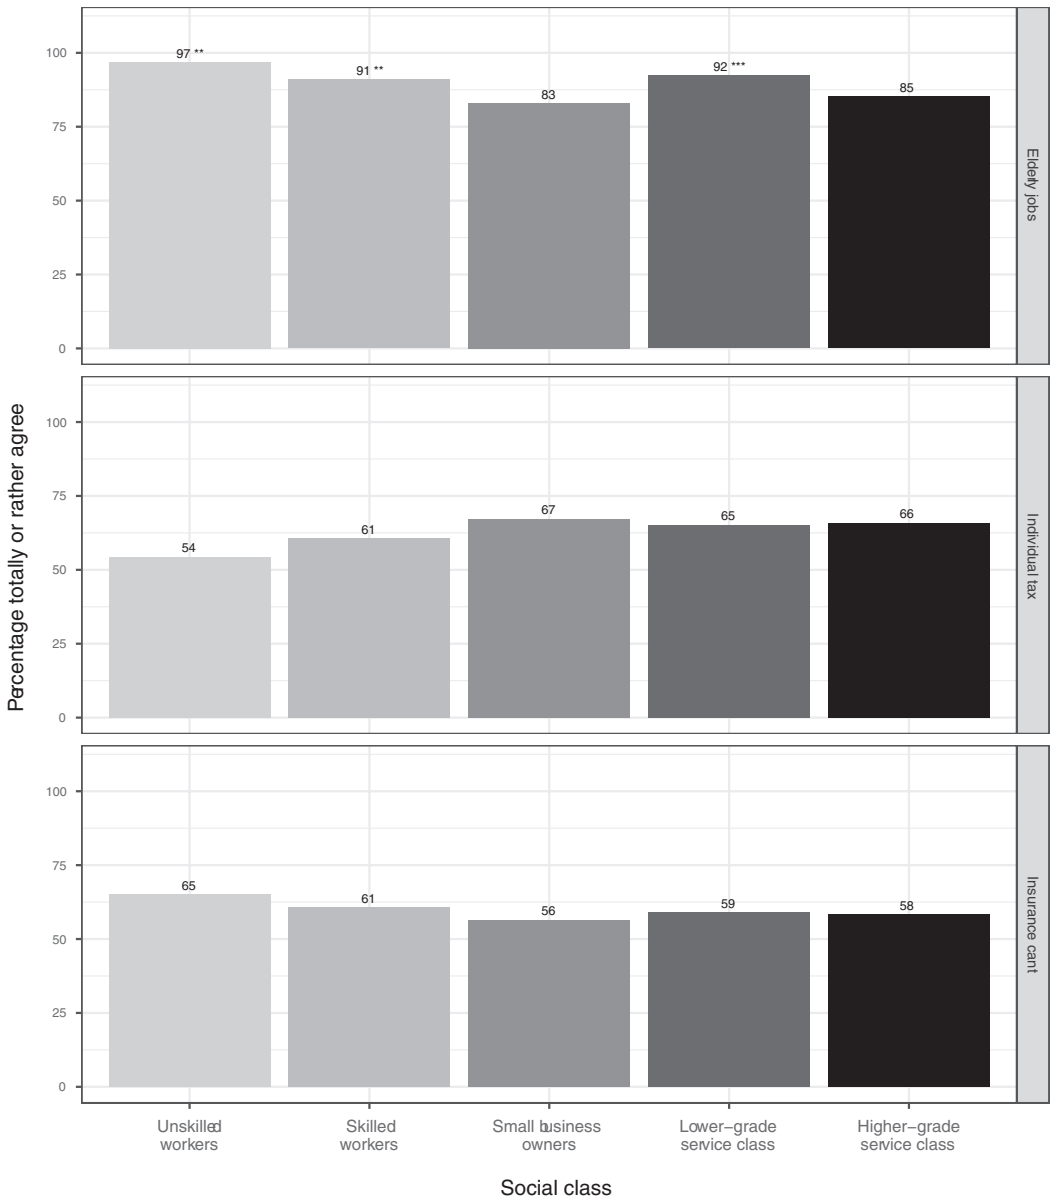 Percentage totally or rather agree
100
75
50
25
0
97 **
91 **
83
92 ***
85
Elderly jobs
100
75
50
25
0
54
61
67
65
66
Individual tax
100
75
50
25
0
65
61
56
59
58
Insurance cant
Unskilled
workers
Skilled
workers
Small business
owners
Lower–grade
service class
Higher–grade
service class
Social class